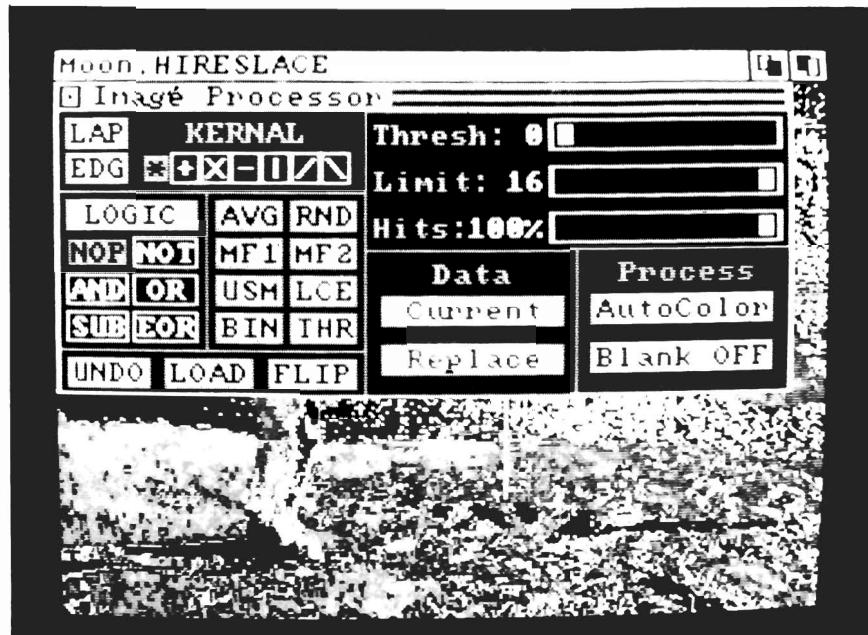 Moon,HIRESLACE
Imagé Processor
LAP KERNAL
EDG * + X - | / \
Thresh: 0
Limit: 16
Hits:100%
LOGIC AVG RND
NOP NOT MF1 MF2
AND OR USM LCE
SUB EOR BIN THR
UNDO LOAD FLIP
Data
Current
Replace
Process
AutoColor
Blank OFF